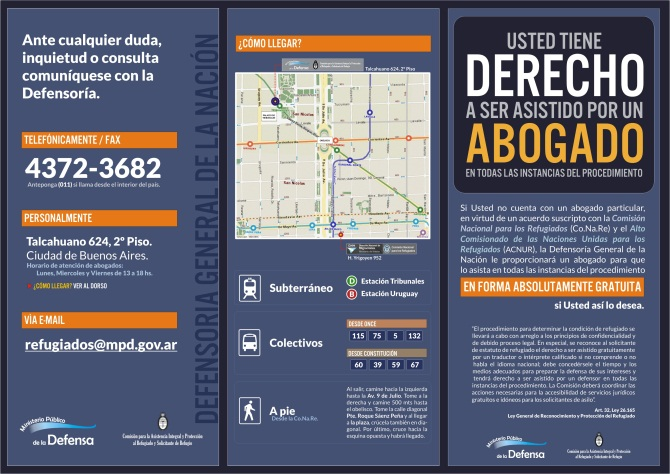 Ante cualquier duda,
inquietud o consulta
comuníquese con la
Defensoría.
TELEFÓNICAMENTE / FAX
4372-3682
Anteponga (011) si llama desde el interior del país.
PERSONALMENTE
Talcahuano 624, 2º Piso.
Ciudad de Buenos Aires.
Horario de atención de abogados:
Lunes, Miercoles y Viernes de 13 a 18 hs.
¿CÓMO LLEGAR? VER AL DORSO
VÍA E-MAIL
refugiados@mpd.gov.ar
Ministerio Público
de la Defensa
Comisión para la Asistencia Integral y Protección
al Refugiado y Solicitante de Refugio
DEFENSORIA GENERAL DE LA NACIÓN
¿CÓMO LLEGAR?
Talcahuano 624, 2º Piso
San Nicolas
H. Yrigoyen 952
Subterráneo
D Estación Tribunales
B Estación Uruguay
Colectivos
DESDE ONCE
115 75 5 132
DESDE CONSTITUCIÓN
60 39 59 67
A pie
Desde la Co.Na.Re.
Al salir, camine hacia la izquierda
hasta la Av. 9 de Julio. Tome a la
derecha y camine 500 mts hasta
el obelisco. Tome la calle diagonal
Pte. Roque Sáenz Peña y al llegar
a la plaza, crúcela también en dia-
gonal. Por último, cruce hacia la
esquina opuesta y habrá llegado.
USTED TIENE
DERECHO
A SER ASISTIDO POR UN
ABOGADO
EN TODAS LAS INSTANCIAS DEL PROCEDIMIENTO
Si Usted no cuenta con un abogado particular,
en virtud de un acuerdo suscripto con la Comisión
Nacional para los Refugiados (Co.Na.Re) y el Alto
Comisionado de las Naciones Unidas para los
Refugiados (ACNUR), la Defensoría General de la
Nación le proporcionará un abogado para que
lo asista en todas las instancias del procedimiento
EN FORMA ABSOLUTAMENTE GRATUITA
si Usted así lo desea.
"El procedimiento para determinar la condición de refugiado se
llevará a cabo con arreglo a los principios de confidencialidad y
de debido proceso legal. En especial, se reconoce al solicitante
de estatuto de refugiado el derecho a ser asistido gratuitamente
por un traductor o intérprete calificado si no comprende o no
habla el idioma nacional; debe concedérsele el tiempo y los
medios adecuados para preparar la defensa de sus intereses y
tendrá derecho a ser asistido por un defensor en todas las
instancias del procedimiento. La Comisión deberá coordinar las
acciones necesarias para la accesibilidad de servicios jurídicos
gratuitos e idóneos para los solicitantes de asilo".
Art. 32, Ley 26.165
Ley General de Reconocimiento y Protección del Refugiado
Ministerio Público
de la Defensa
Comisión para la Asistencia Integral y Protección
al Refugiado y Solicitante de Refugio